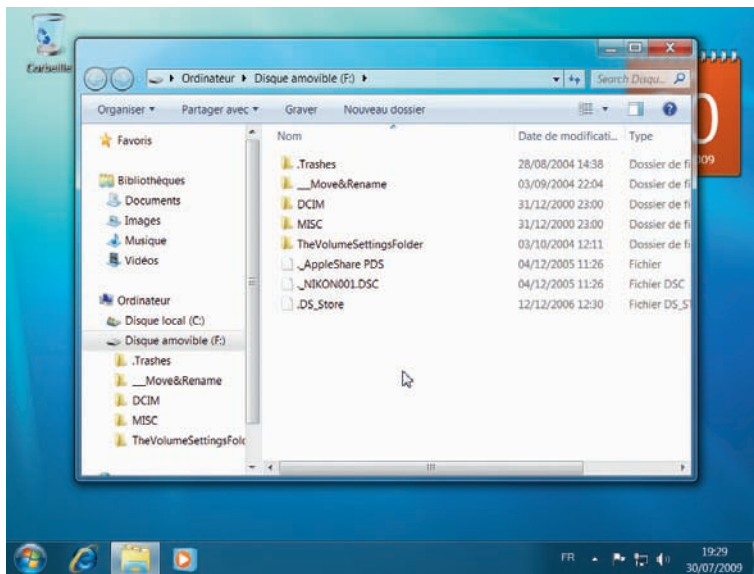 Corbeille
Ordinateur Disque amovible (F:)
Search Disqu...
Organiser Partager avec Graver Nouveau dossier
Favoris
Bibliothèques
Documents
Images
Musique
Vidéos
Ordinateur
Disque local (C:)
Disque amovible (F:)
.Trashes
__Move&Rename
DCIM
MISC
TheVolumeSettingsFold
Nom Date de modificati... Type
.Trashes 28/08/2004 14:38 Dossier de fi
__Move&Rename 03/09/2004 22:04 Dossier de fi
DCIM 31/12/2000 23:00 Dossier de fi
MISC 31/12/2000 23:00 Dossier de fi
TheVolumeSettingsFolder 03/10/2004 12:11 Dossier de fi
._AppleShare PDS 04/12/2005 11:26 Fichier
._NIKON001.DSC 04/12/2005 11:26 Fichier DSC
.DS_Store 12/12/2006 12:30 Fichier DS_ST
0
009
FR
19:29
30/07/2009